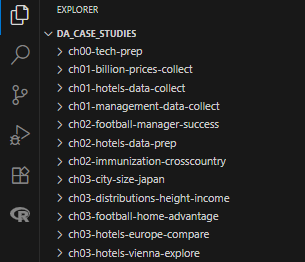 EXPLORER
DA_CASE_STUDIES
ch00-tech-prep
ch01-billion-prices-collect
ch01-hotels-data-collect
ch01-management-data-collect
ch02-football-manager-success
ch02-hotels-data-prep
ch02-immunization-crosscountry
ch03-city-size-japan
ch03-distributions-height-income
ch03-football-home-advantage
ch03-hotels-europe-compare
ch03-hotels-vienna-explore